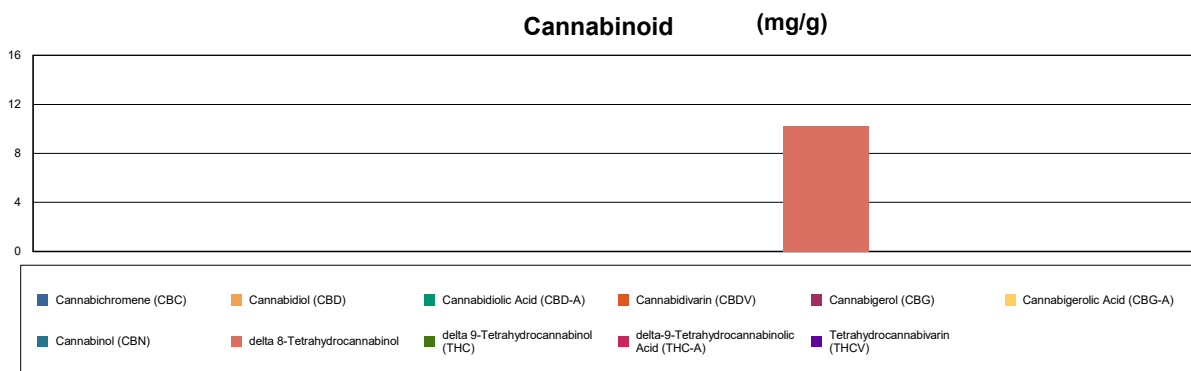 Cannabinoid (mg/g)
16
12
8
4
0
Cannabichromene (CBC) Cannabidiol (CBD) Cannabidiolic Acid (CBD-A) Cannabidivarin (CBDV) Cannabigerol (CBG) Cannabigerolic Acid (CBG-A)
Cannabinol (CBN) delta 8-Tetrahydrocannabinol delta 9-Tetrahydrocannabinol delta-9-Tetrahydrocannabinolic Tetrahydrocannabivarin
(THC) Acid (THC-A) (THCV)